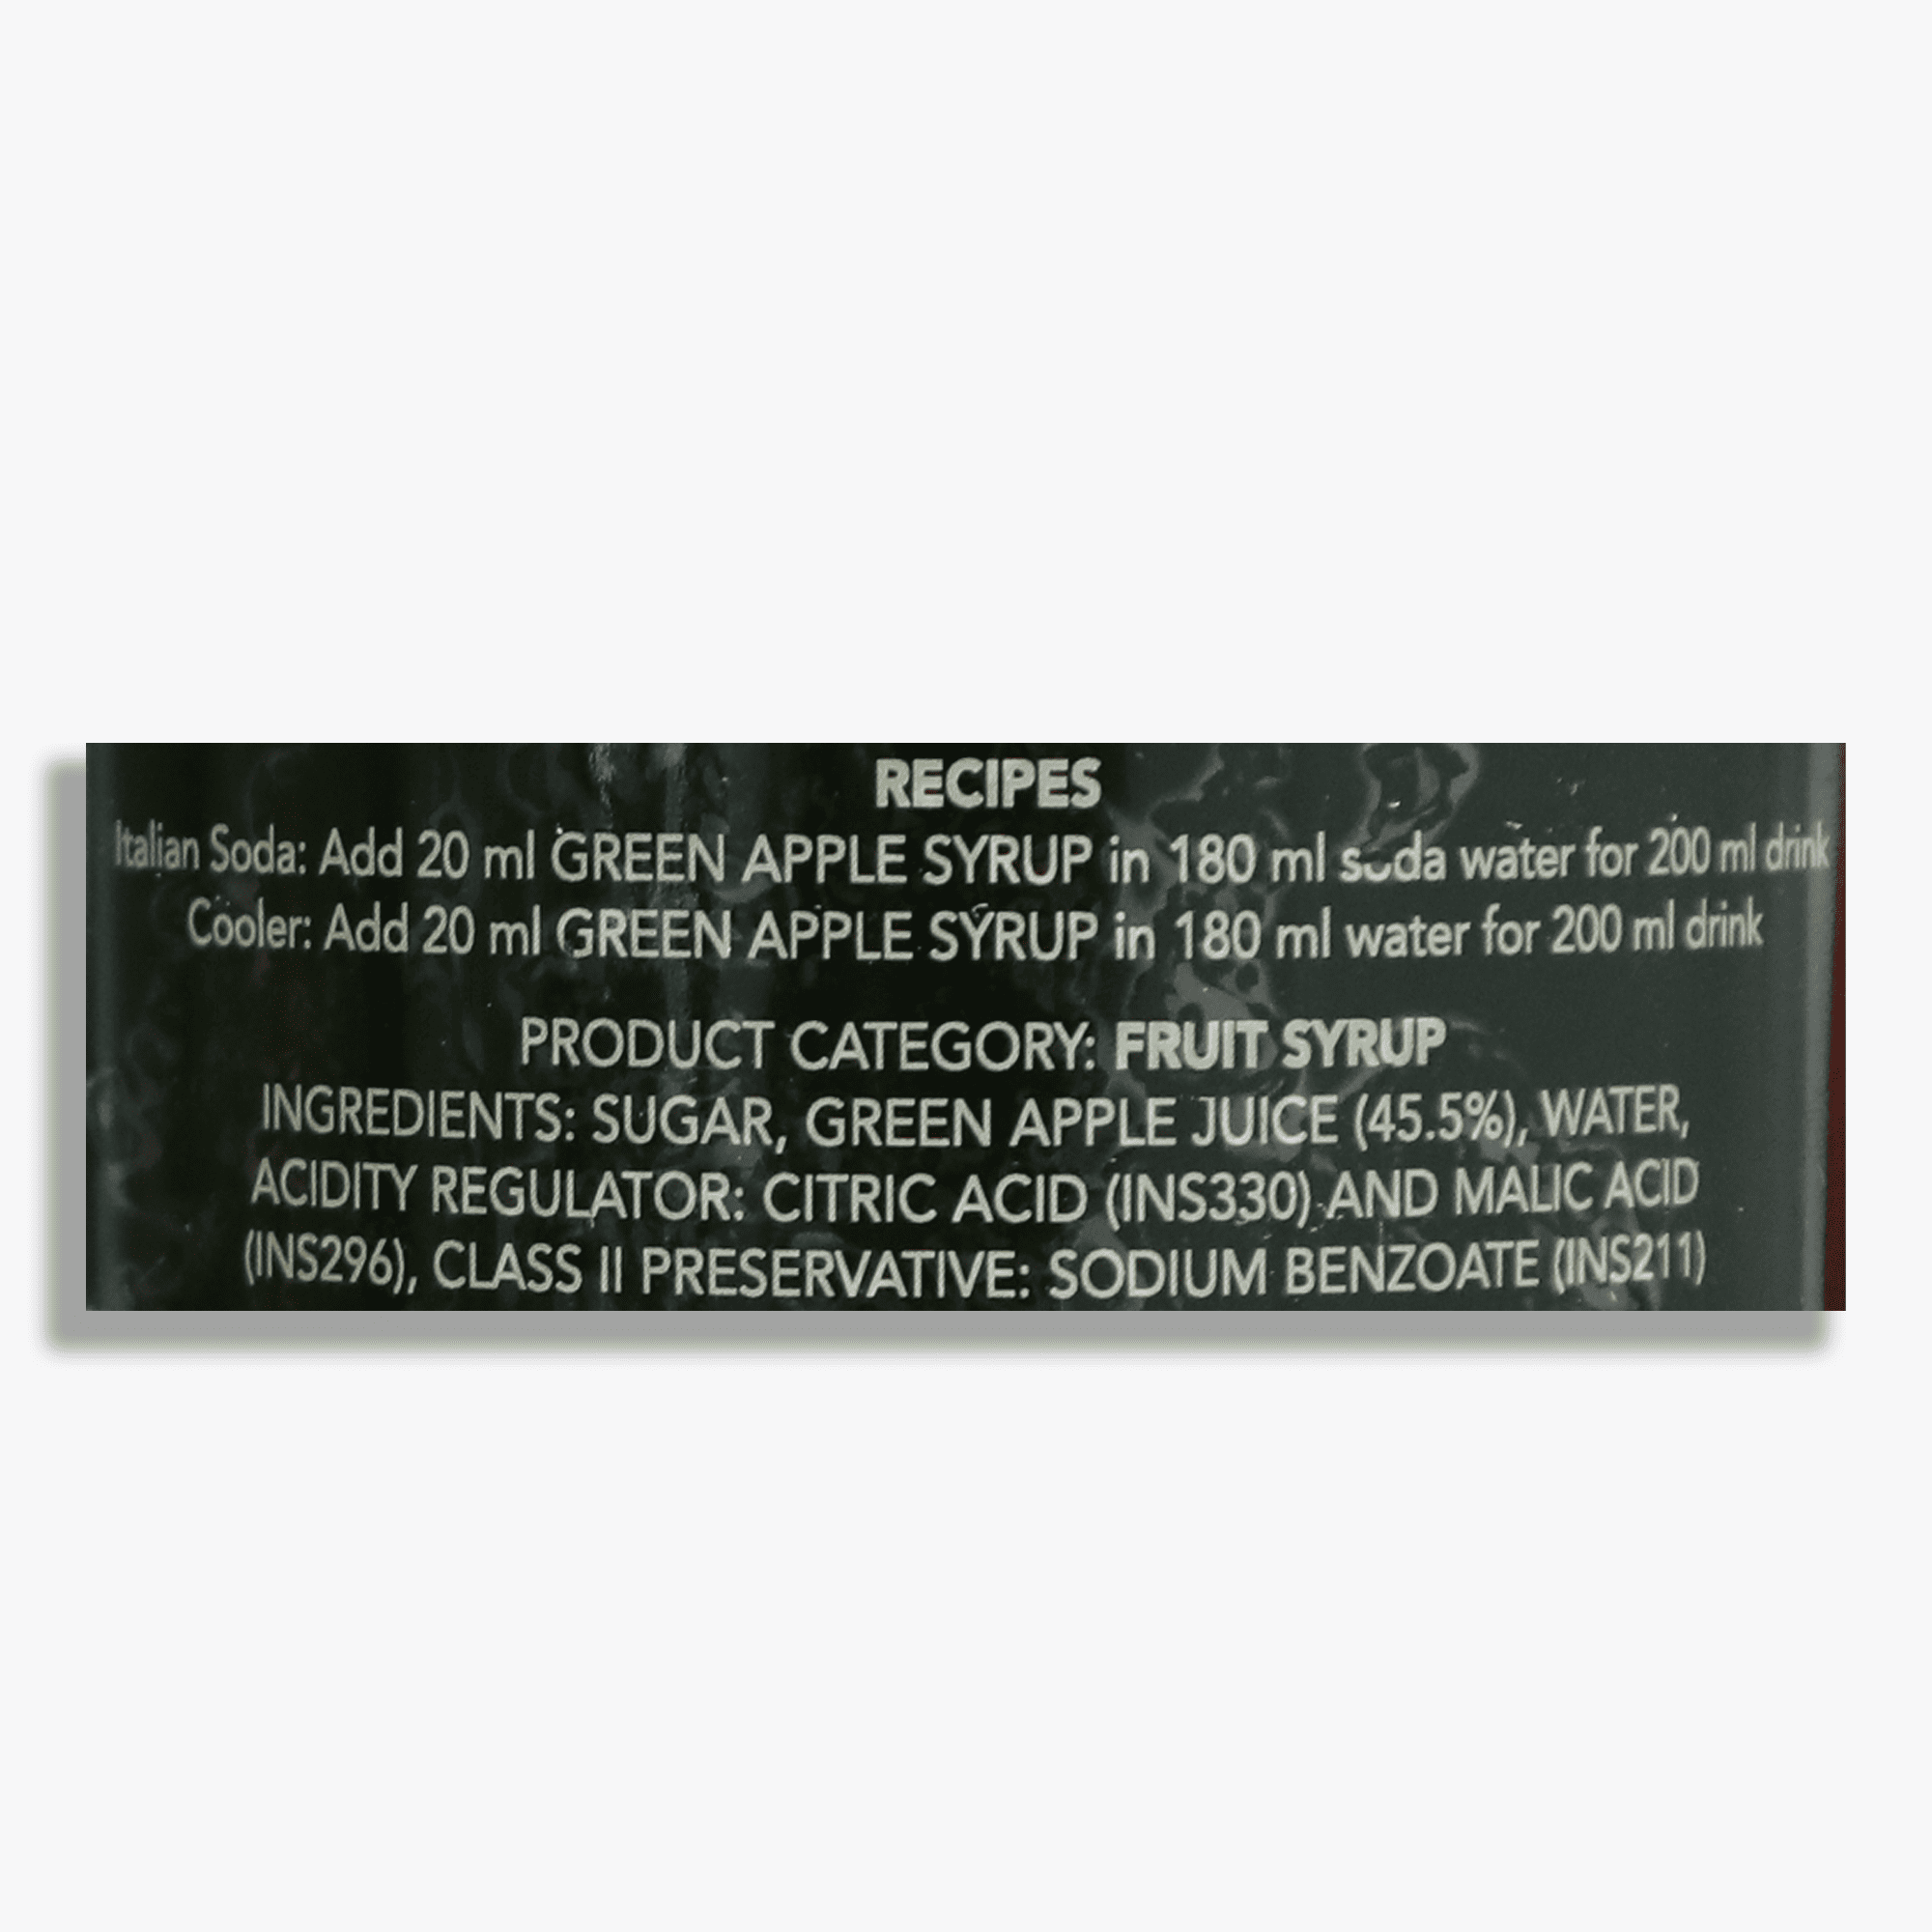 RECIPES
Italian Soda: Add 20 ml GREEN APPLE SYRUP in 180 ml soda water for 200 ml drink
Cooler: Add 20 ml GREEN APPLE SYRUP in 180 ml water for 200 ml drink
PRODUCT CATEGORY: FRUIT SYRUP
INGREDIENTS: SUGAR, GREEN APPLE JUICE (45.5%), WATER,
ACIDITY REGULATOR: CITRIC ACID (INS330) AND MALIC ACID
(INS296), CLASS II PRESERVATIVE: SODIUM BENZOATE (INS211)